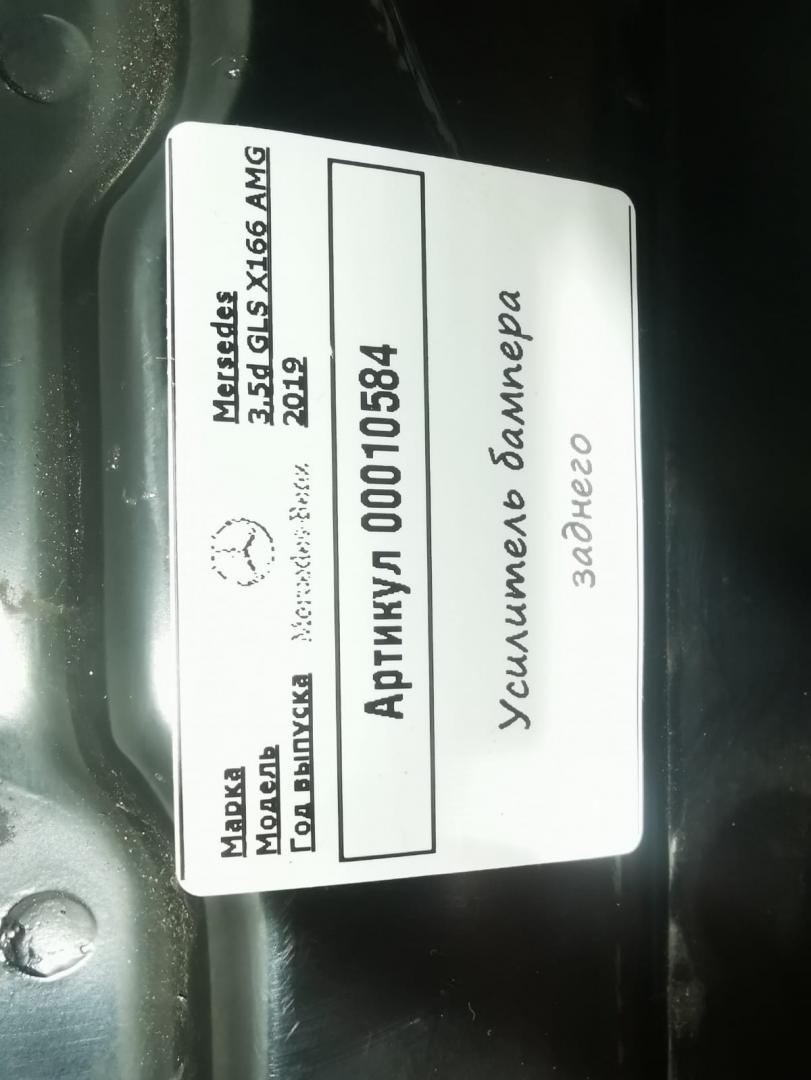 Марка
Mersedes
Модель
3.5d GLS X166 AMG
Год выпуска
2019
Mercedes-Benz
Артикул 00010584
Усилитель бампера
заднего